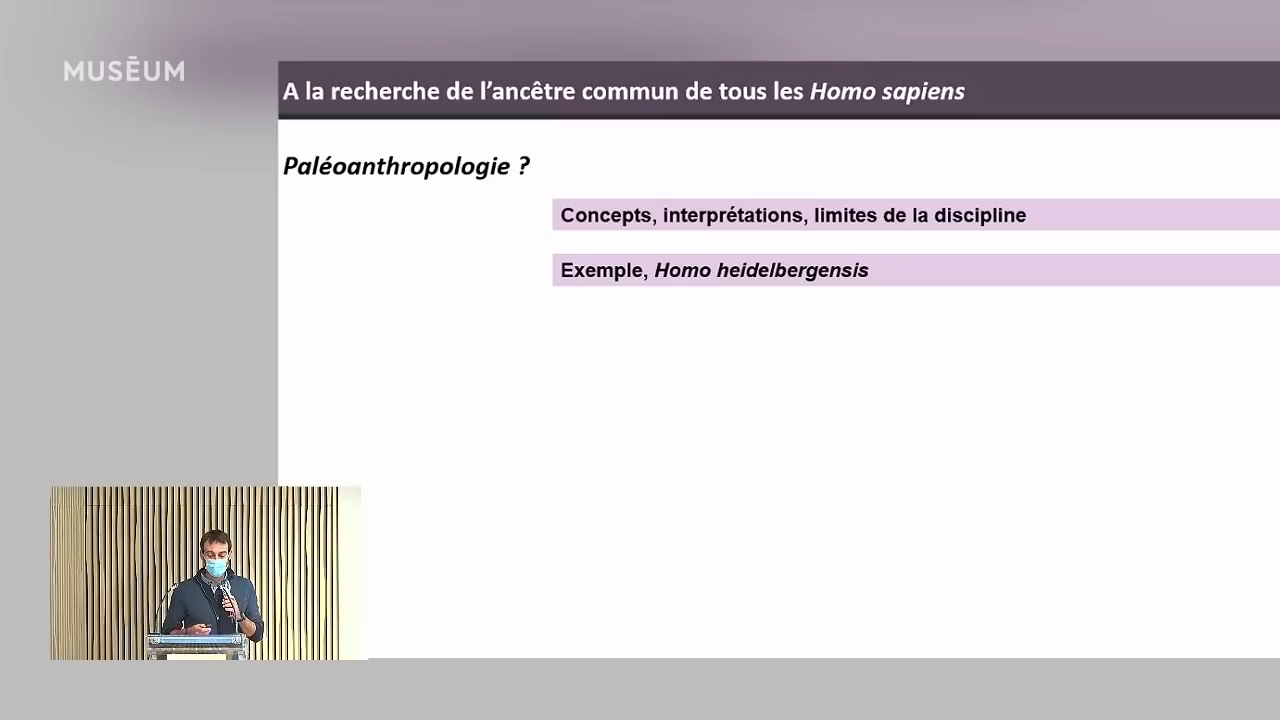 MUSĒUM
A la recherche de l'ancêtre commun de tous les Homo sapiens
Paléoanthropologie ?
Concepts, interprétations, limites de la discipline
Exemple, Homo heidelbergensis